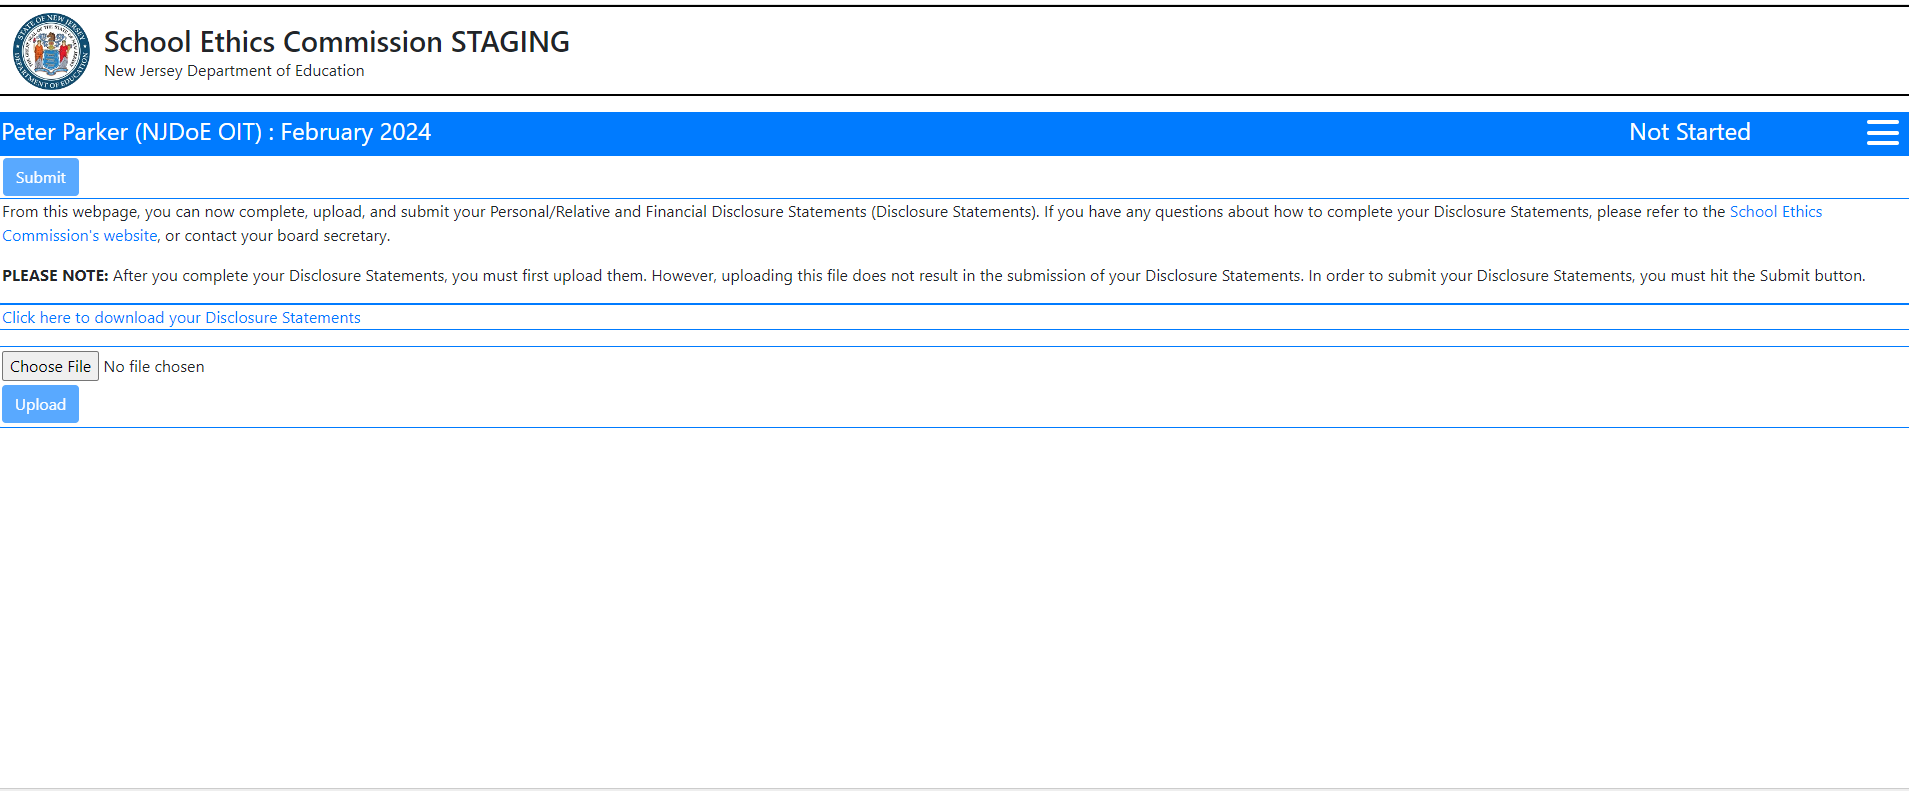 School Ethics Commission STAGING
New Jersey Department of Education
Peter Parker (NJDoE OIT) : February 2024
Not Started
Submit
From this webpage, you can now complete, upload, and submit your Personal/Relative and Financial Disclosure Statements (Disclosure Statements). If you have any questions about how to complete your Disclosure Statements, please refer to the School Ethics
Commission's website, or contact your board secretary.
PLEASE NOTE: After you complete your Disclosure Statements, you must first upload them. However, uploading this file does not result in the submission of your Disclosure Statements. In order to submit your Disclosure Statements, you must hit the Submit button.
Click here to download your Disclosure Statements
Choose File No file chosen
Upload